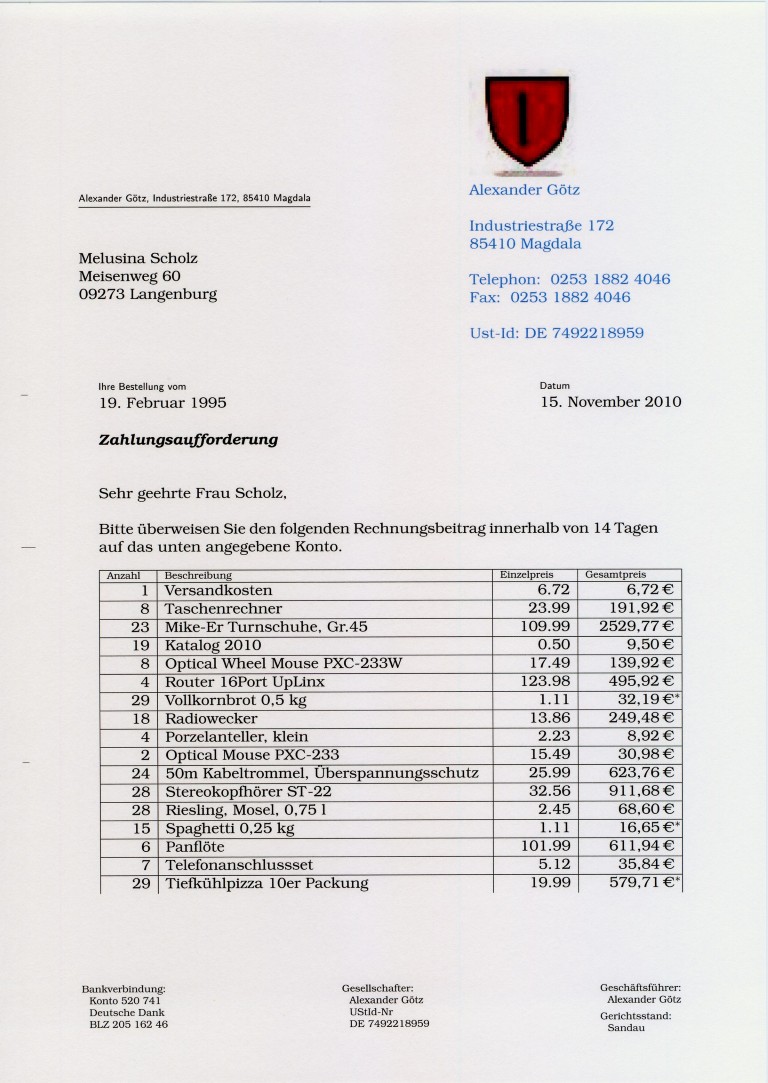 Alexander Götz
Industriestraße 172
85410 Magdala
Telephon: 0253 1882 4046
Fax: 0253 1882 4046
Ust-Id: DE 7492218959
Alexander Götz, Industriestraße 172, 85410 Magdala
Melusina Scholz
Meisenweg 60
09273 Langenburg
Ihre Bestellung vom
19. Februar 1995
Datum
15. November 2010
Zahlungsaufforderung
Sehr geehrte Frau Scholz,
Bitte überweisen Sie den folgenden Rechnungsbeitrag innerhalb von 14 Tagen
auf das unten angegebene Konto.
Anzahl Beschreibung Einzelpreis Gesamtpreis
1 Versandkosten 6.72 6,72 €
8 Taschenrechner 23.99 191,92 €
23 Mike-Er Turnschuhe, Gr.45 109.99 2529,77 €
19 Katalog 2010 0.50 9,50 €
8 Optical Wheel Mouse PXC-233W 17.49 139,92 €
4 Router 16Port UpLinx 123.98 495,92 €
29 Vollkornbrot 0,5 kg 1.11 32,19 €*
18 Radiowecker 13.86 249,48 €
4 Porzelanteller, klein 2.23 8,92 €
2 Optical Mouse PXC-233 15.49 30,98 €
24 50m Kabeltrommel, Überspannungsschutz 25.99 623,76 €
28 Stereokopfhörer ST-22 32.56 911,68 €
28 Riesling, Mosel, 0,75 l 2.45 68,60 €
15 Spaghetti 0,25 kg 1.11 16,65 €*
6 Panflöte 101.99 611,94 €
7 Telefonanschlussset 5.12 35,84 €
29 Tiefkühlpizza 10er Packung 19.99 579,71 €*
Bankverbindung:
Konto 520 741
Deutsche Dank
BLZ 205 162 46
Gesellschafter:
Alexander Götz
UStId-Nr
DE 7492218959
Geschäftsführer:
Alexander Götz
Gerichtsstand:
Sandau